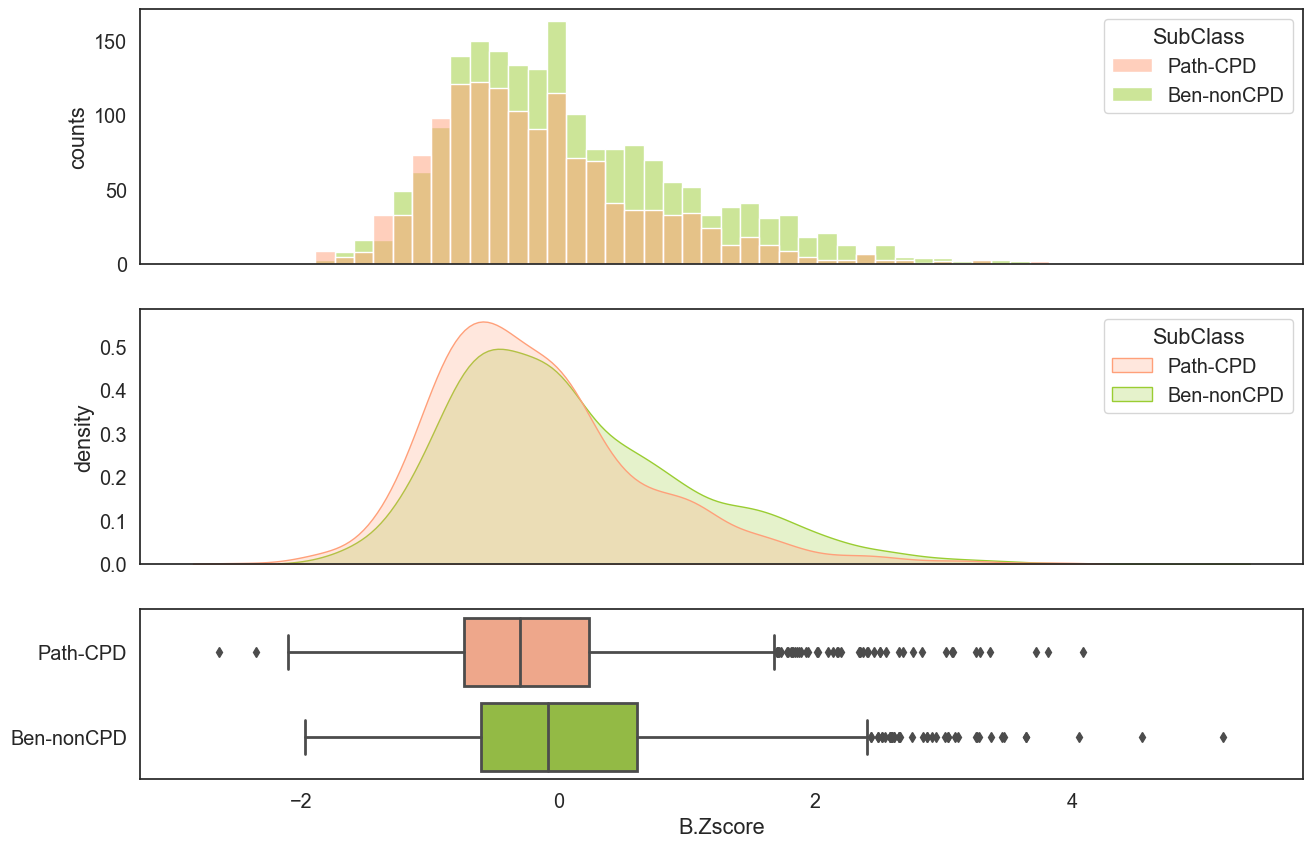 150
100
50
0
counts
SubClass
Path-CPD
Ben-nonCPD
0.5
0.4
0.3
0.2
0.1
0.0
density
SubClass
Path-CPD
Ben-nonCPD
Path-CPD
Ben-nonCPD
−2
0
2
4
B.Zscore